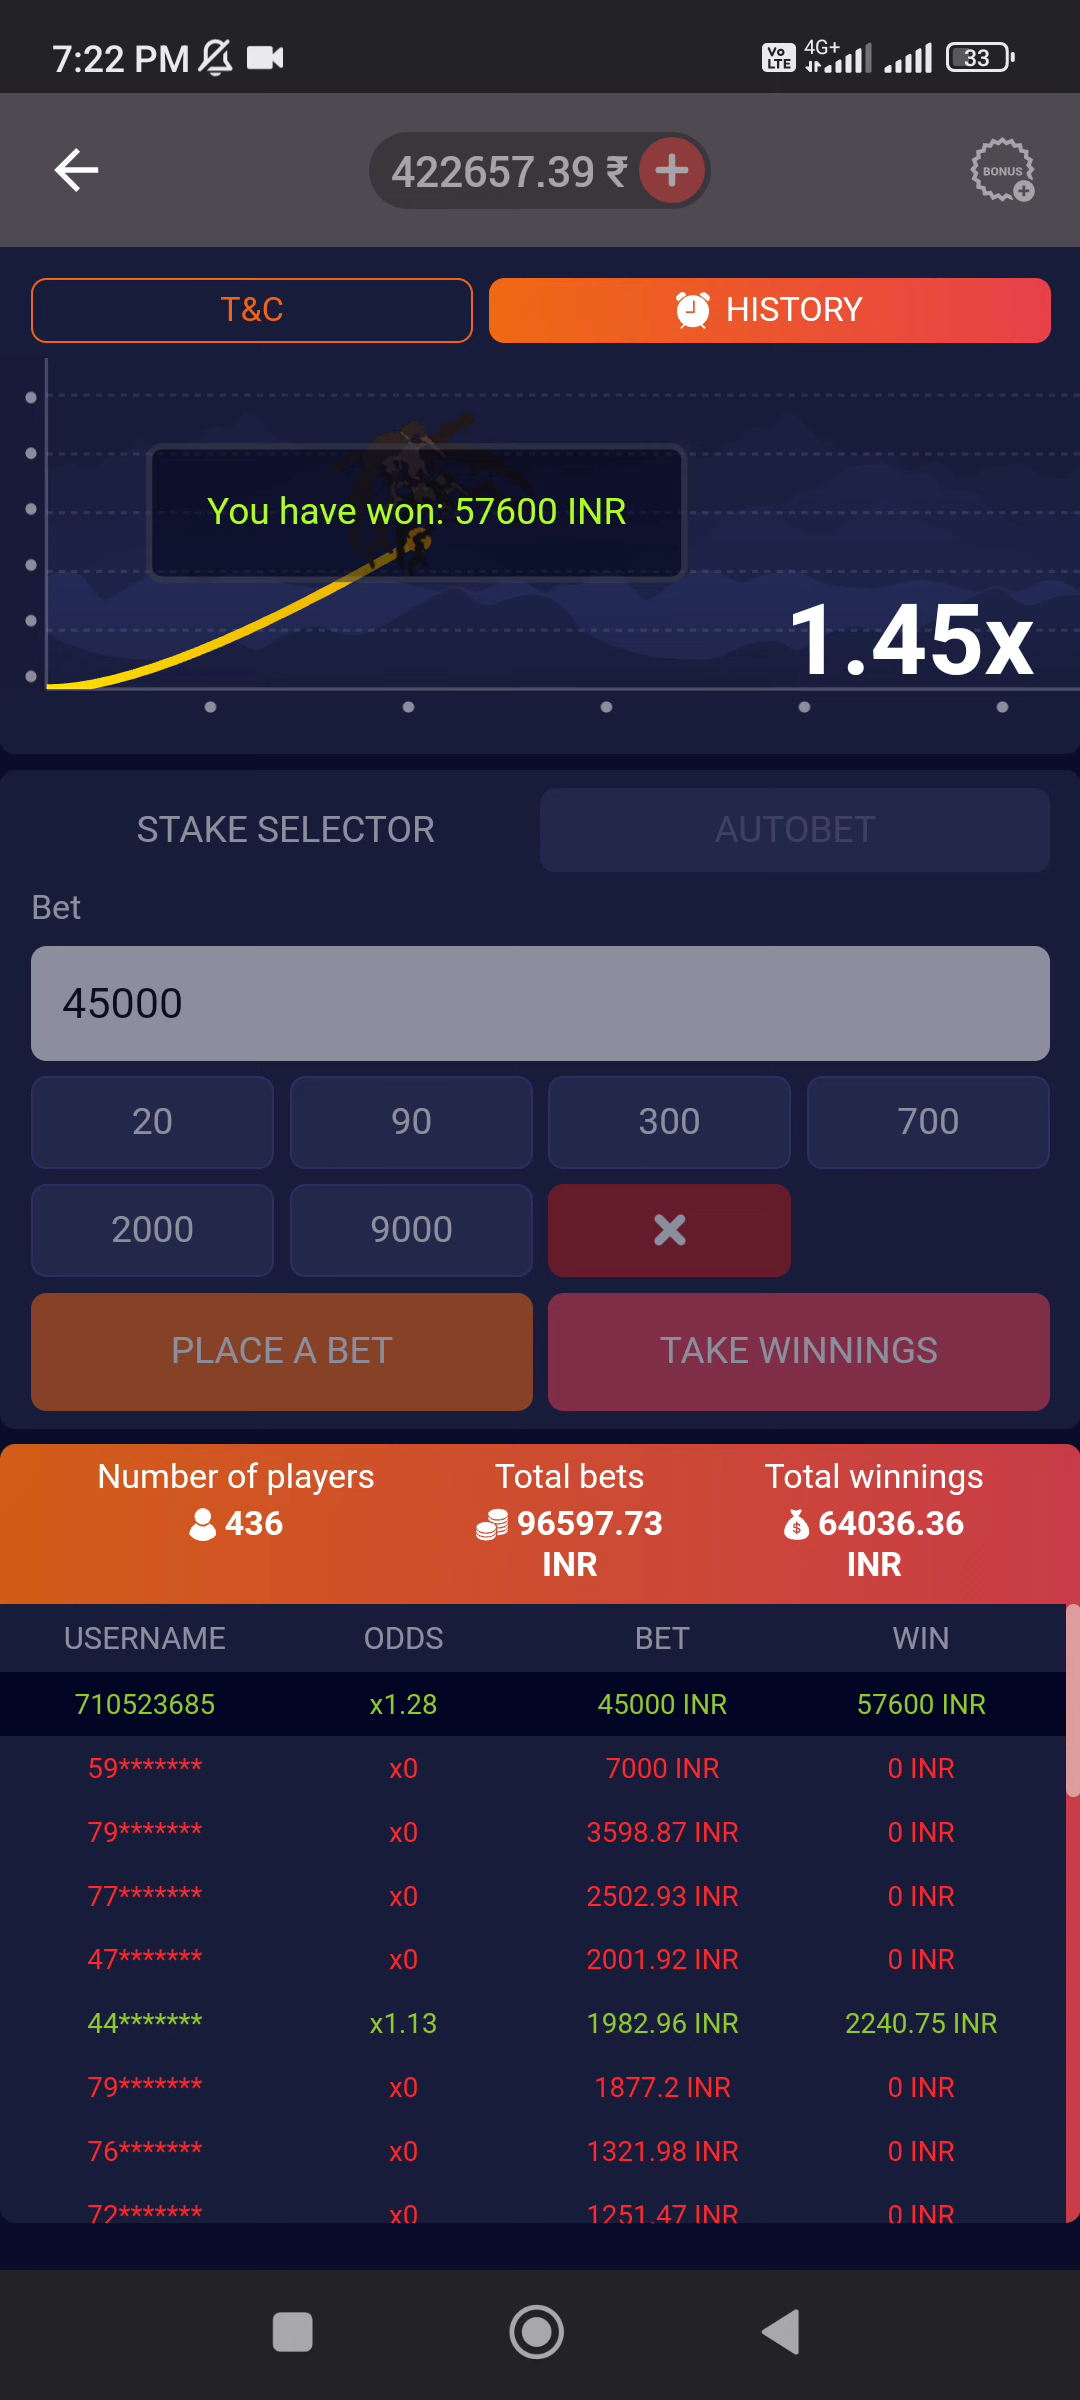 7:22 PM
Vo LTE
4G+
33
422657.39 ₹
BONUS
T&C
HISTORY
You have won: 57600 INR
1.45x
STAKE SELECTOR
AUTOBET
Bet
45000
20 90 300 700
2000 9000
PLACE A BET
TAKE WINNINGS
Number of players Total bets Total winnings
436 96597.73 64036.36
INR INR
USERNAME ODDS BET WIN
710523685 x1.28 45000 INR 57600 INR
59******* x0 7000 INR 0 INR
79******* x0 3598.87 INR 0 INR
77******* x0 2502.93 INR 0 INR
47******* x0 2001.92 INR 0 INR
44******* x1.13 1982.96 INR 2240.75 INR
79******* x0 1877.2 INR 0 INR
76******* x0 1321.98 INR 0 INR
72******* x0 1251.47 INR 0 INR